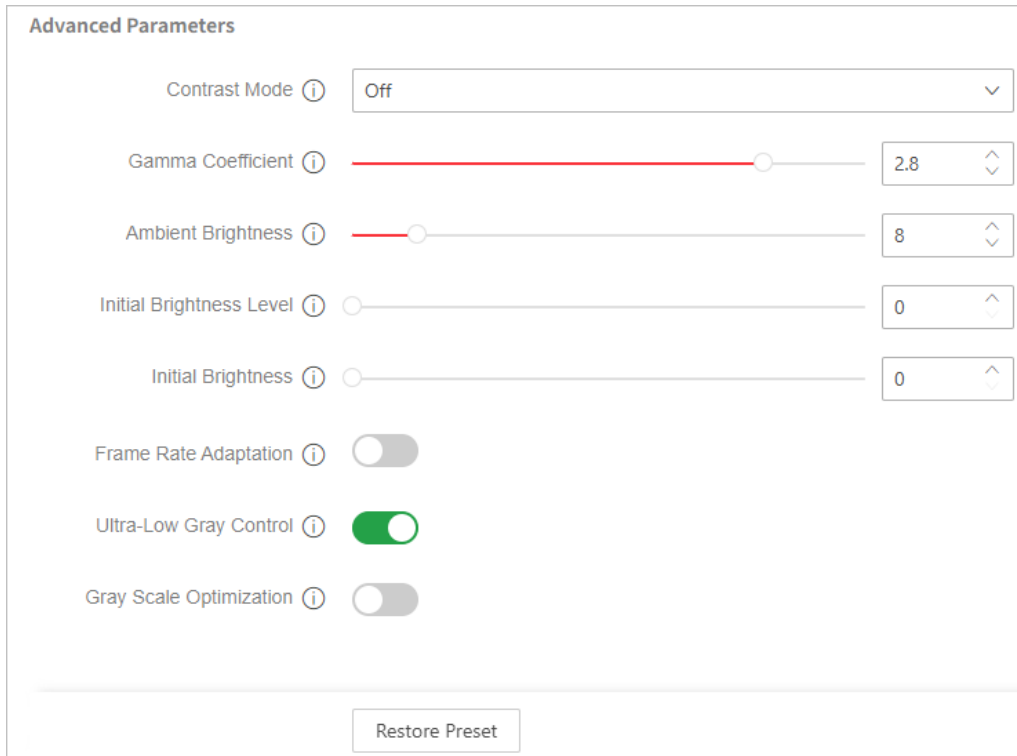 Advanced Parameters
Contrast Mode Off
Gamma Coefficient 2.8
Ambient Brightness 8
Initial Brightness Level 0
Initial Brightness 0
Frame Rate Adaptation
Ultra-Low Gray Control
Gray Scale Optimization
Restore Preset